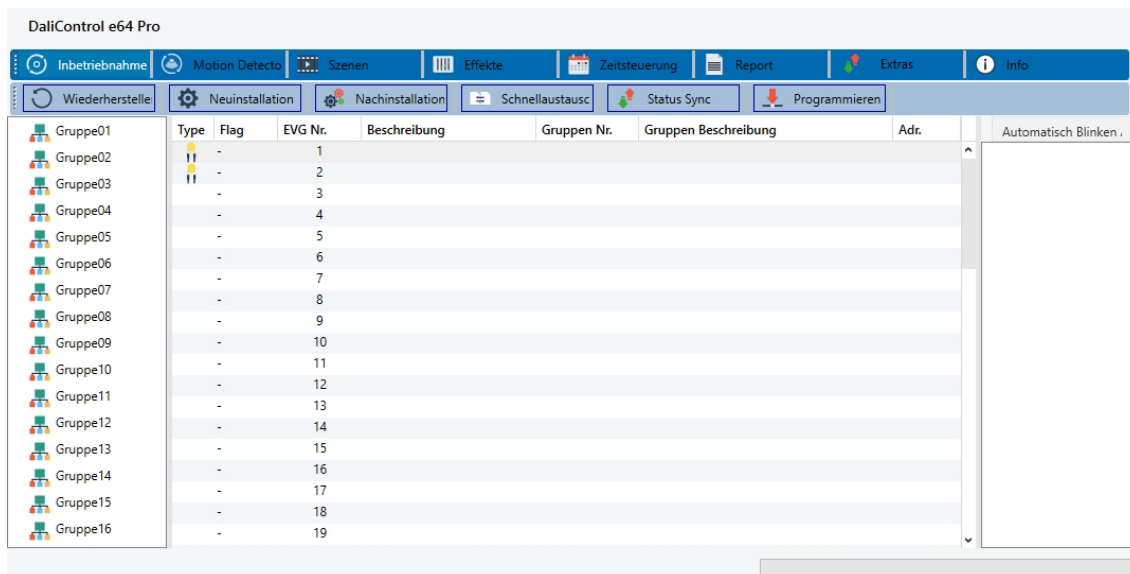 DaliControl e64 Pro
Inbetriebnahme Motion Detecto Szenen Effekte Zeitsteuerung Report Extras Info
Wiederherstelle Neuinstallation Nachinstallation Schnellaustausc Status Sync Programmieren
Type Flag EVG Nr. Beschreibung Gruppen Nr. Gruppen Beschreibung Adr. Automatisch Blinken
Gruppe01
Gruppe02
Gruppe03
Gruppe04
Gruppe05
Gruppe06
Gruppe07
Gruppe08
Gruppe09
Gruppe10
Gruppe11
Gruppe12
Gruppe13
Gruppe14
Gruppe15
Gruppe16
- 1
- 2
- 3
- 4
- 5
- 6
- 7
- 8
- 9
- 10
- 11
- 12
- 13
- 14
- 15
- 16
- 17
- 18
- 19